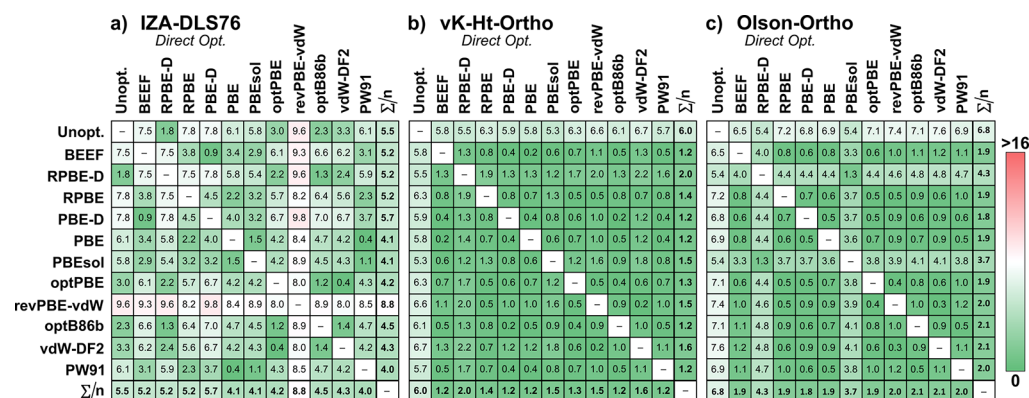 a) IZA-DLS76 b) vK-Ht-Ortho c) Olson-Ortho
Direct Opt. Direct Opt. Direct Opt.
Unopt. BEEF RPBE-D RPBE PBE-D PBE PBEsol optPBE revPBE-vdW optB86b vdW-DF2 PW91 Σ/n Unopt. BEEF RPBE-D RPBE PBE-D PBE PBEsol optPBE revPBE-vdW optB86b vdW-DF2 PW91 Σ/n Unopt. BEEF RPBE-D RPBE PBE-D PBE PBEsol optPBE revPBE-vdW optB86b vdW-DF2 PW91 Σ/n
Unopt. – 7.5 1.8 7.8 7.8 6.1 5.8 3.0 9.6 2.3 3.3 6.1 5.5 – 5.8 5.5 6.3 5.9 5.8 5.3 6.3 6.6 6.1 6.7 5.7 6.0 – 6.5 5.4 7.2 6.8 6.9 5.4 7.1 7.4 7.1 7.6 6.9 6.8
BEEF 7.5 – 7.5 3.8 0.9 3.4 2.9 6.1 9.3 6.6 6.2 3.1 5.2 5.8 – 1.3 0.8 0.4 0.2 0.6 0.7 1.1 0.5 1.3 0.5 1.2 6.5 – 4.0 0.8 0.6 0.8 3.3 0.6 1.0 1.1 1.2 1.1 1.9
RPBE-D 1.8 7.5 – 7.5 7.8 5.8 5.4 2.2 9.6 1.3 2.4 5.9 5.2 5.5 1.3 – 1.9 1.3 1.3 1.2 1.7 2.0 1.3 2.2 1.6 2.0 5.4 4.0 – 4.4 4.4 4.4 1.3 4.4 4.6 4.8 4.8 4.7 4.3
RPBE 7.8 3.8 7.5 – 4.5 2.2 3.2 5.7 8.2 6.4 5.6 2.3 5.2 6.3 0.8 1.9 – 0.8 0.7 1.3 0.5 0.5 0.8 0.5 0.7 1.4 7.2 0.8 4.4 – 0.7 0.4 3.7 0.5 0.4 0.9 0.6 0.5 1.9
PBE-D 7.8 0.9 7.8 4.5 – 4.0 3.2 6.7 9.8 7.0 6.7 3.7 5.7 5.9 0.4 1.3 0.8 – 0.4 0.8 0.6 1.0 0.2 1.2 0.4 1.2 6.8 0.6 4.4 0.7 – 0.5 3.7 0.5 0.9 0.6 0.9 0.6 1.8
PBE 6.1 3.4 5.8 2.2 4.0 – 1.5 4.2 8.4 4.7 4.2 0.4 4.1 5.8 0.2 1.4 0.7 0.4 – 0.6 0.7 1.0 0.5 1.2 0.4 1.2 6.9 0.8 4.4 0.4 0.5 – 3.6 0.7 0.7 0.9 0.7 0.5 1.9
PBEsol 5.8 2.9 5.4 3.2 3.2 1.5 – 4.2 8.9 4.5 4.3 1.1 4.1 5.3 0.6 1.2 1.3 0.8 0.6 – 1.2 1.6 0.9 1.8 0.8 1.5 5.4 3.3 1.3 3.7 3.7 3.6 – 3.8 3.9 4.1 4.1 3.9 3.7
optPBE 3.0 6.1 2.2 5.7 6.7 4.2 4.2 – 8.0 1.2 0.4 4.3 4.2 6.3 0.7 1.7 0.5 0.6 0.7 1.2 – 0.5 0.4 0.6 0.7 1.3 7.1 0.6 4.4 0.5 0.5 0.7 3.8 – 0.4 0.8 0.6 0.7 1.9
revPBE-vdW 9.6 9.3 9.6 8.2 9.8 8.4 8.9 8.0 – 8.9 8.0 8.5 8.8 6.6 1.1 2.0 0.5 1.0 1.0 1.6 0.5 – 0.9 0.2 1.0 1.5 7.4 1.0 4.6 0.4 0.9 0.7 3.9 0.4 – 1.0 0.3 0.6 2.0
optB86b 2.3 6.6 1.3 6.4 7.0 4.7 4.5 1.2 8.9 – 1.4 4.7 4.5 6.1 0.5 1.3 0.8 0.2 0.5 0.9 0.4 0.9 – 1.0 0.5 1.2 7.1 1.1 4.8 0.9 0.6 0.9 4.1 0.8 1.0 – 0.9 0.5 2.1
vdW-DF2 3.3 6.2 2.4 5.6 6.7 4.2 4.3 0.4 8.0 1.4 – 4.2 4.3 6.7 1.3 2.2 0.5 1.2 1.2 1.8 0.6 0.2 1.0 – 1.1 1.6 7.6 1.2 4.8 0.6 0.9 0.7 4.1 0.6 0.3 0.9 – 1.1 2.1
PW91 6.1 3.1 5.9 2.3 3.7 0.4 1.1 4.3 8.5 4.7 4.2 – 4.0 5.7 0.5 1.6 0.7 0.4 0.4 0.8 0.7 1.0 0.5 1.1 – 1.2 6.9 1.1 4.7 0.5 0.6 0.5 3.9 0.7 0.6 0.5 1.1 – 2.0
Σ/n 5.5 5.2 5.2 5.2 5.7 4.1 4.1 4.2 8.8 4.5 4.3 4.0 – 6.0 1.2 2.0 1.4 1.2 1.2 1.5 1.3 1.5 1.2 1.6 1.2 – 6.8 1.9 4.3 1.9 1.8 1.9 3.7 1.9 2.0 2.1 2.1 2.0 –
>16
0